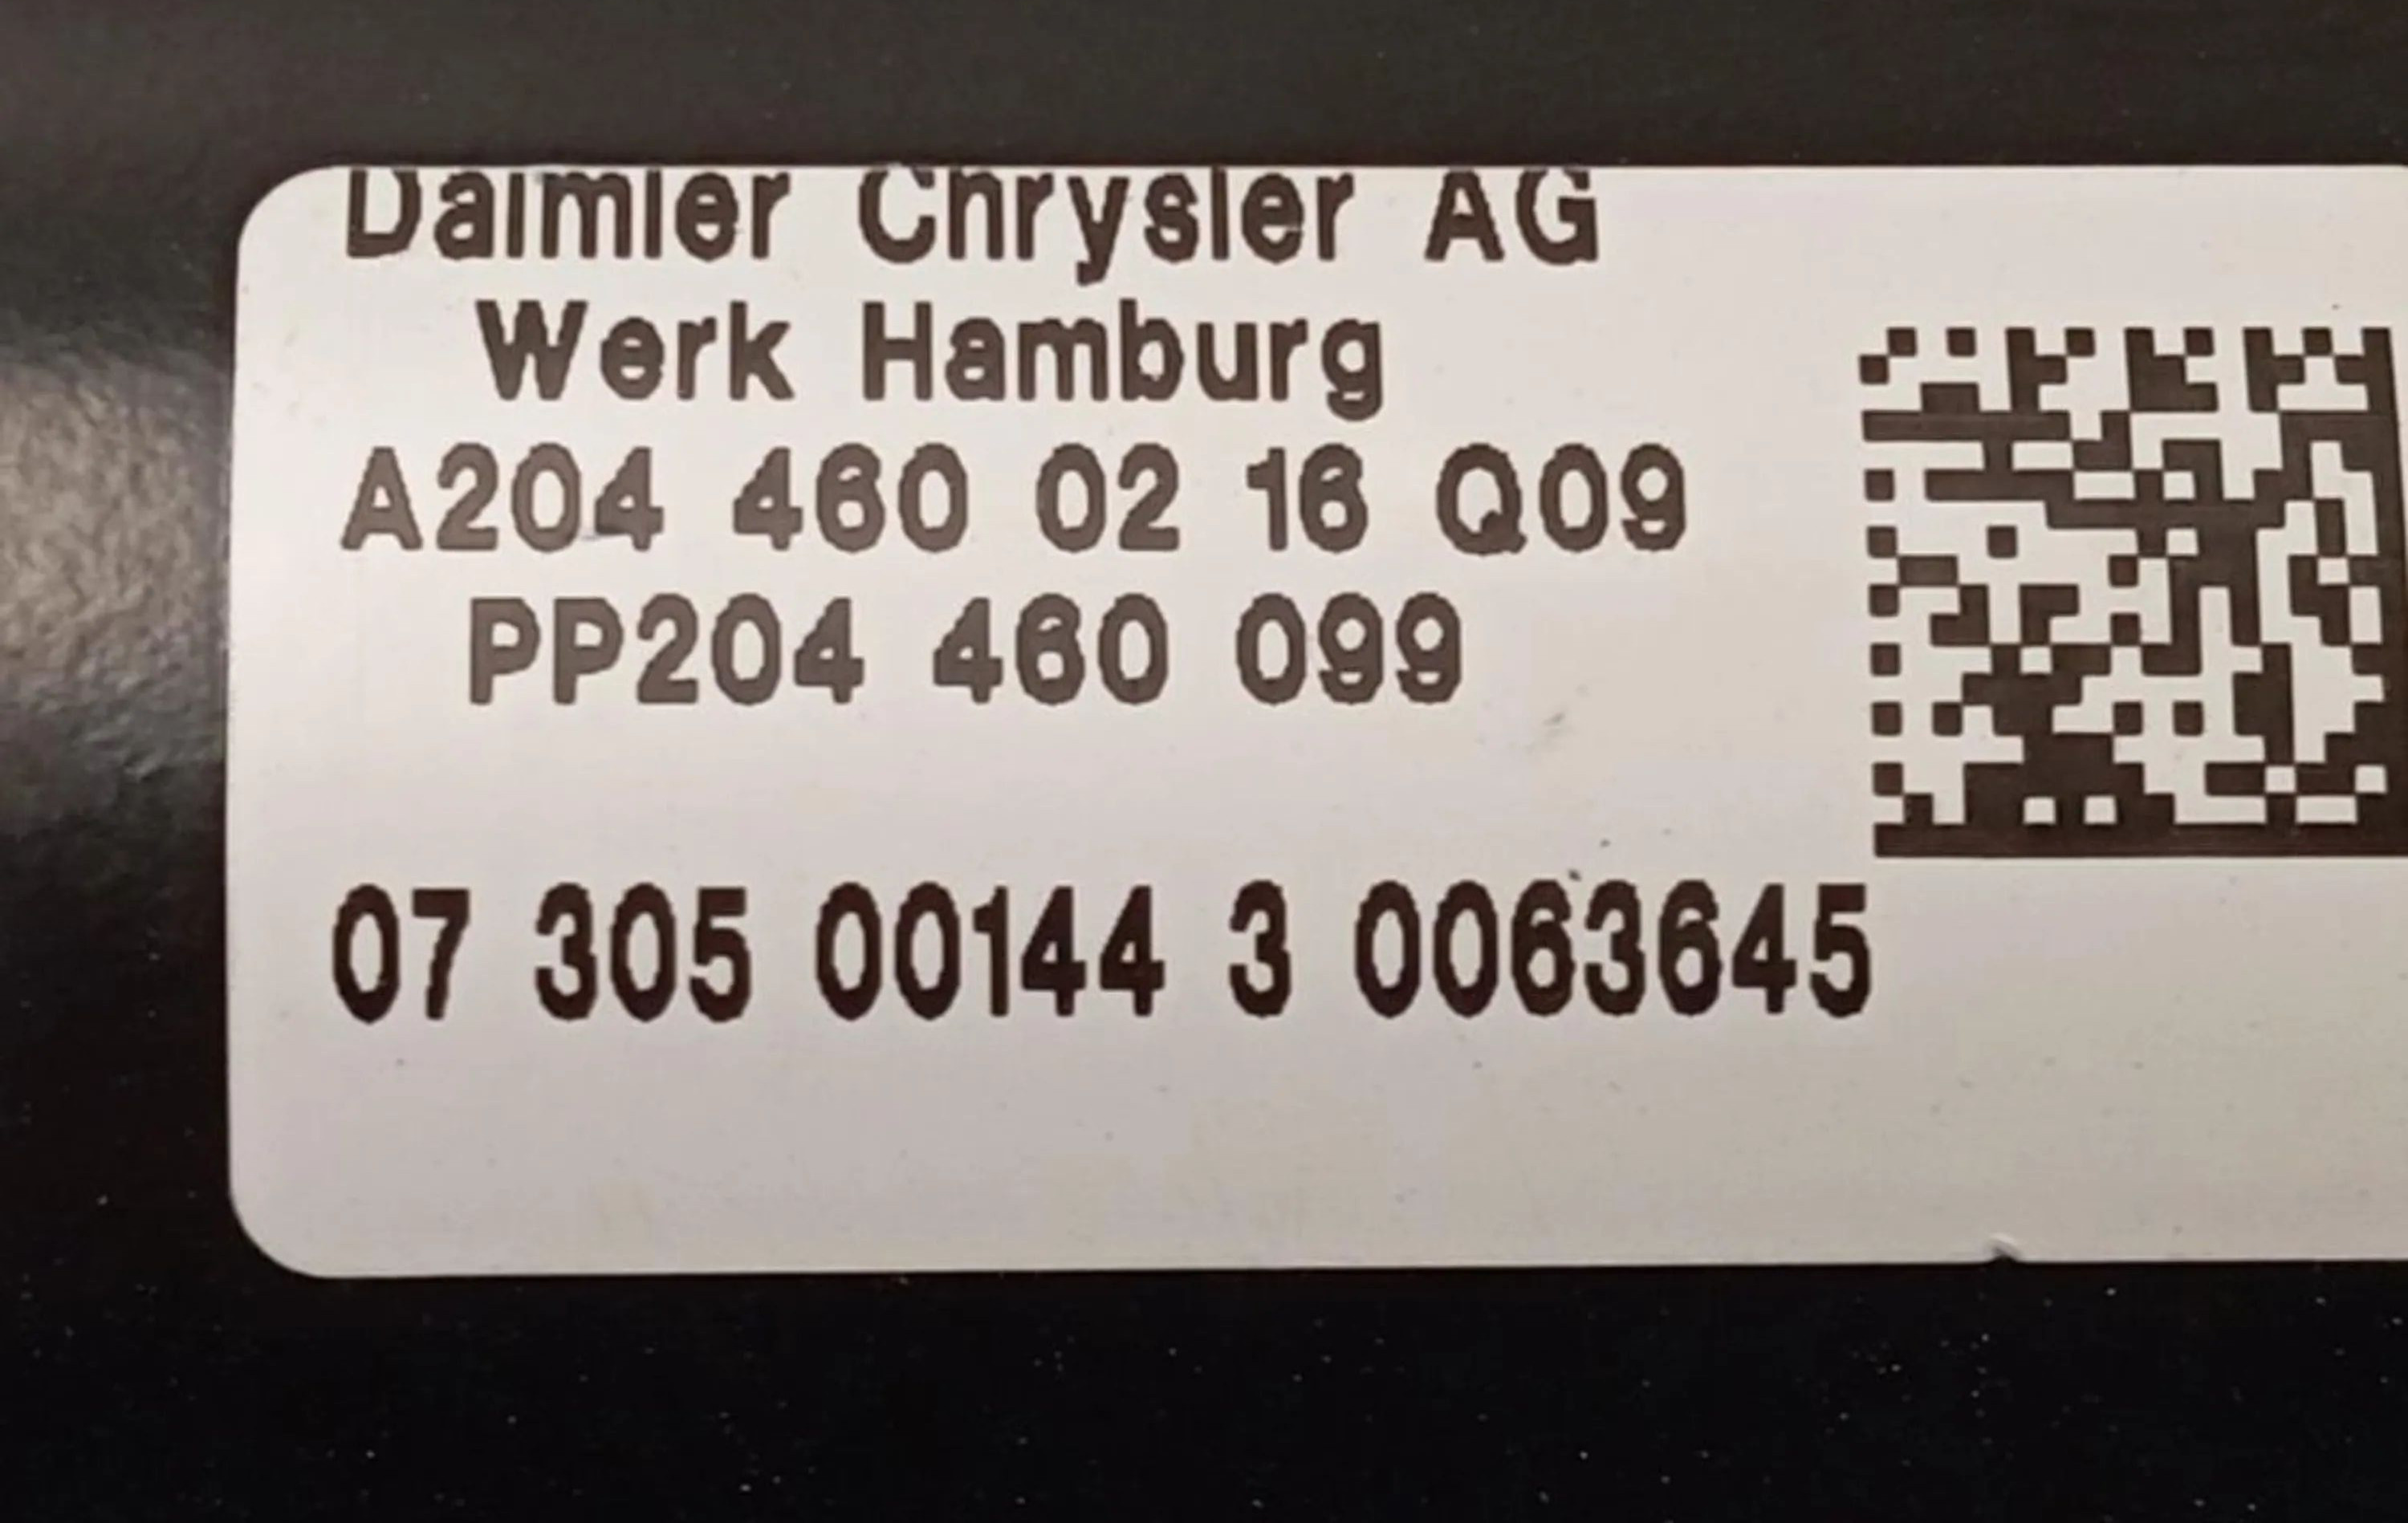 Daimler Chrysler AG
Werk Hamburg
A204 460 02 16 Q09
PP204 460 099
07 305 00144 3 0063645